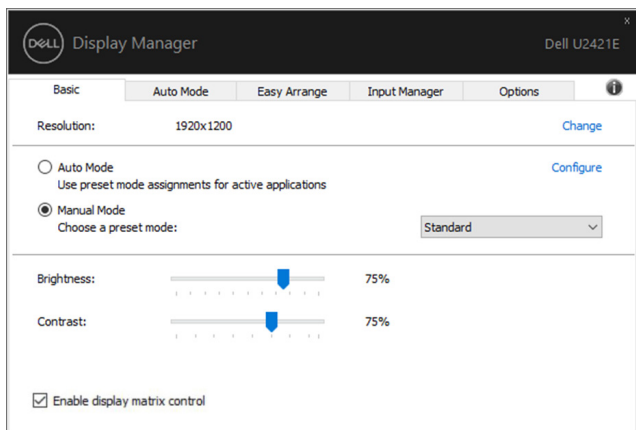 x
DELL Display Manager Dell U2421E
Basic Auto Mode Easy Arrange Input Manager Options i
Resolution: 1920x1200 Change
Auto Mode Configure
Use preset mode assignments for active applications
Manual Mode
Choose a preset mode: Standard
Brightness: 75%
Contrast: 75%
Enable display matrix control